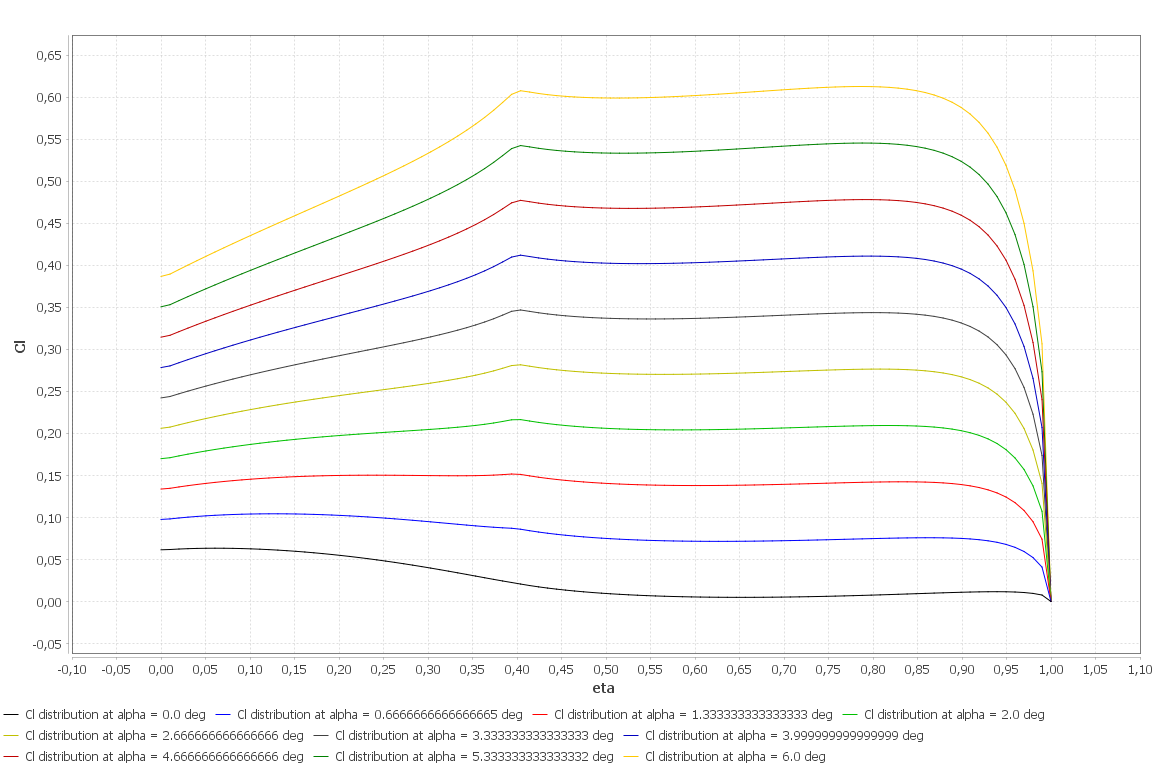 0,65
0,60
0,55
0,50
0,45
0,40
0,35
0,30
0,25
0,20
0,15
0,10
0,05
0,00
-0,05
Cl
-0,10 -0,05 0,00 0,05 0,10 0,15 0,20 0,25 0,30 0,35 0,40 0,45 0,50 0,55 0,60 0,65 0,70 0,75 0,80 0,85 0,90 0,95 1,00 1,05 1,10
eta
Cl distribution at alpha = 0.0 deg Cl distribution at alpha = 0.6666666666666665 deg Cl distribution at alpha = 1.333333333333333 deg Cl distribution at alpha = 2.0 deg
Cl distribution at alpha = 2.666666666666666 deg Cl distribution at alpha = 3.333333333333333 deg Cl distribution at alpha = 3.999999999999999 deg
Cl distribution at alpha = 4.666666666666666 deg Cl distribution at alpha = 5.333333333333332 deg Cl distribution at alpha = 6.0 deg